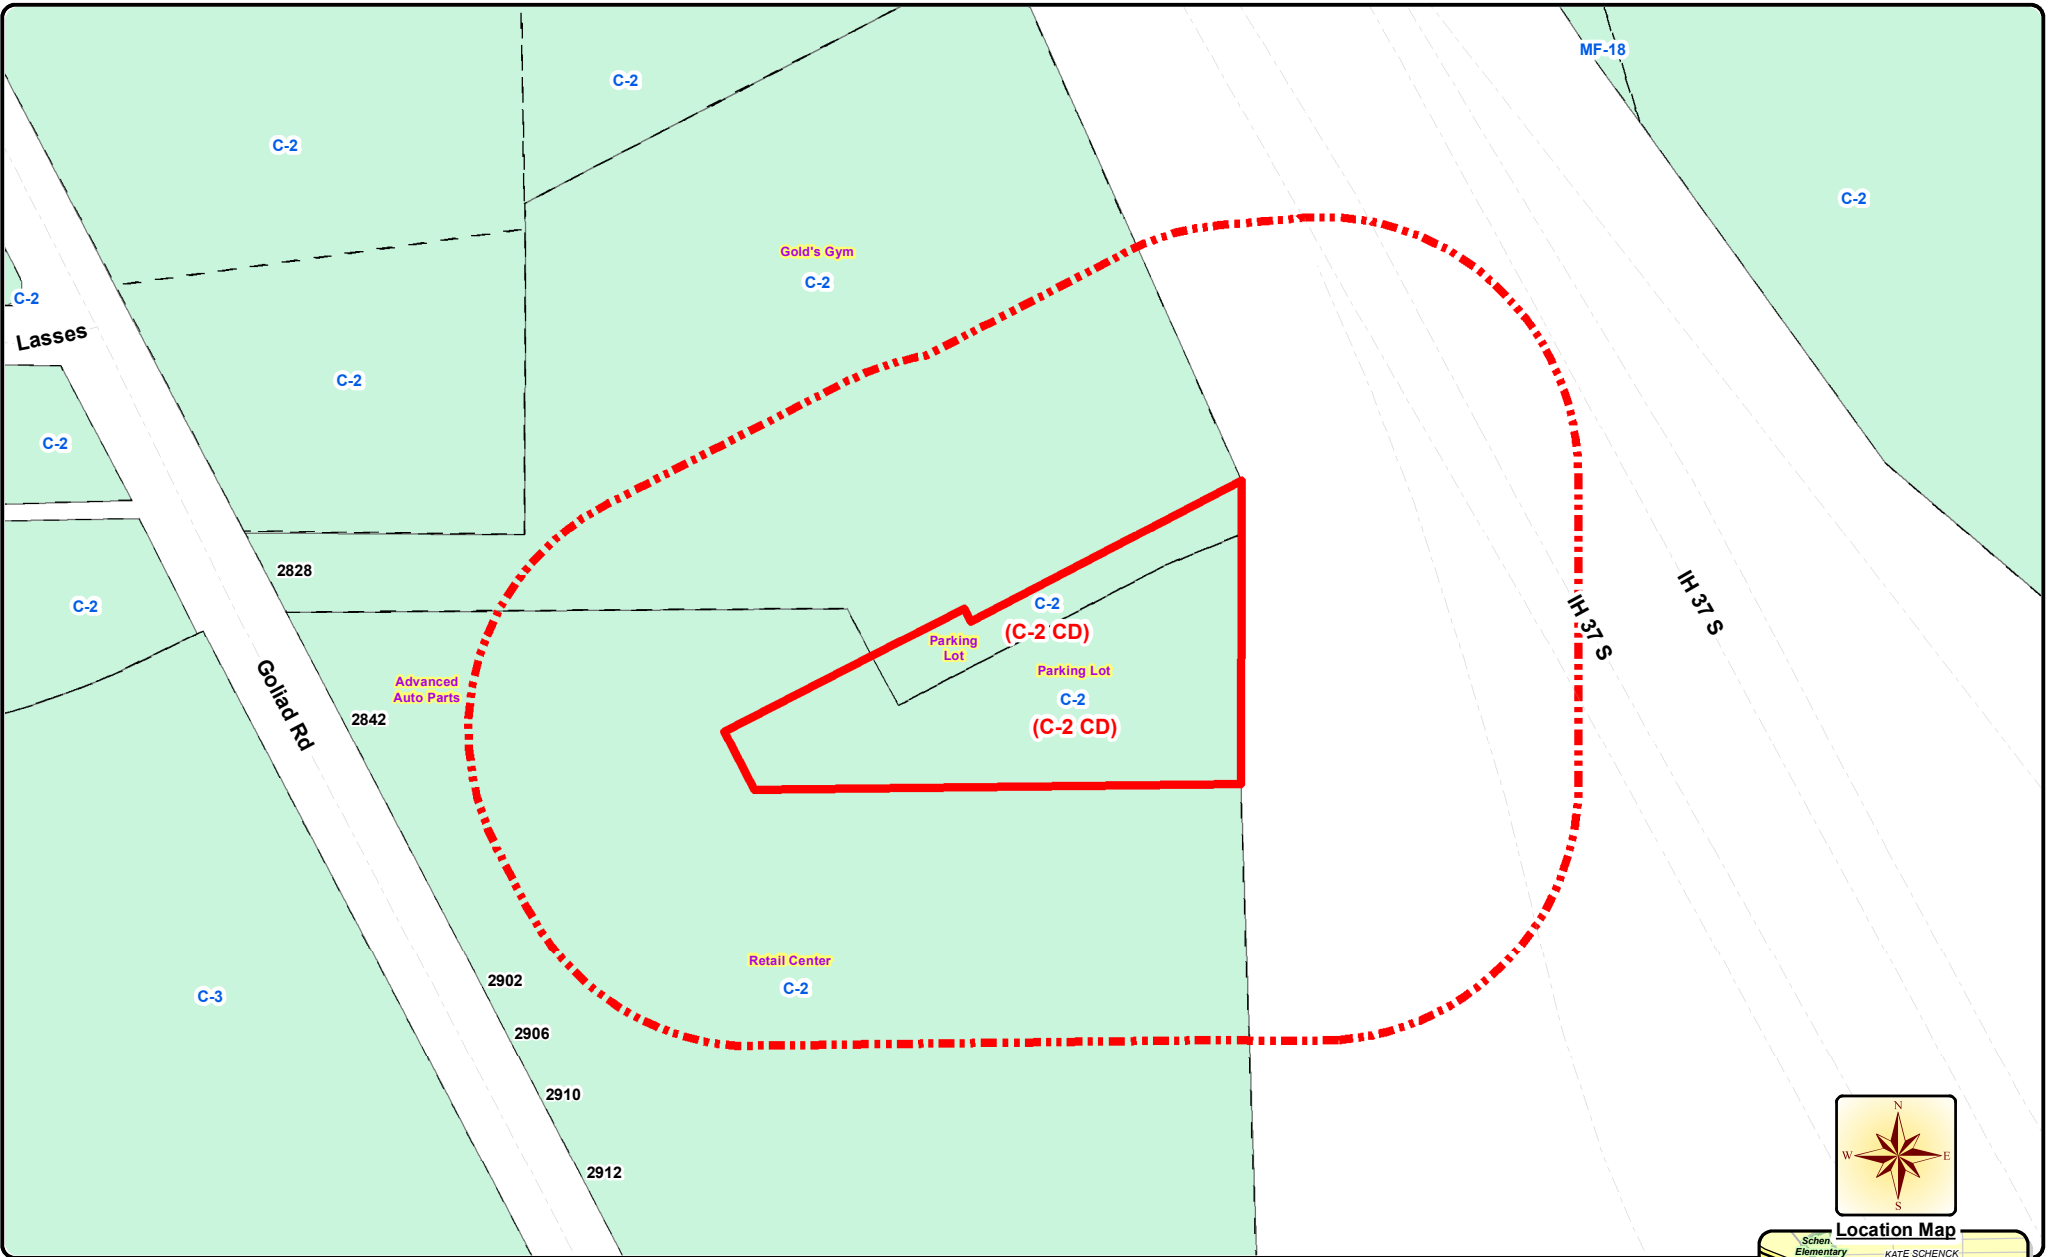 MF-18
C-2
C-2
C-2
Gold's Gym
C-2
C-2
Lasses
C-2
C-2
2828
C-2
C-2
(C-2 CD)
Parking
Lot
Parking Lot
C-2
(C-2 CD)
IH 37 S
IH 37 S
Advanced
Auto Parts
2842
Goliad Rd
Retail Center
C-2
2902
C-3
2906
2910
2912
N
W
E
S
Location Map
Schen
Elementary
KATE SCHENCK